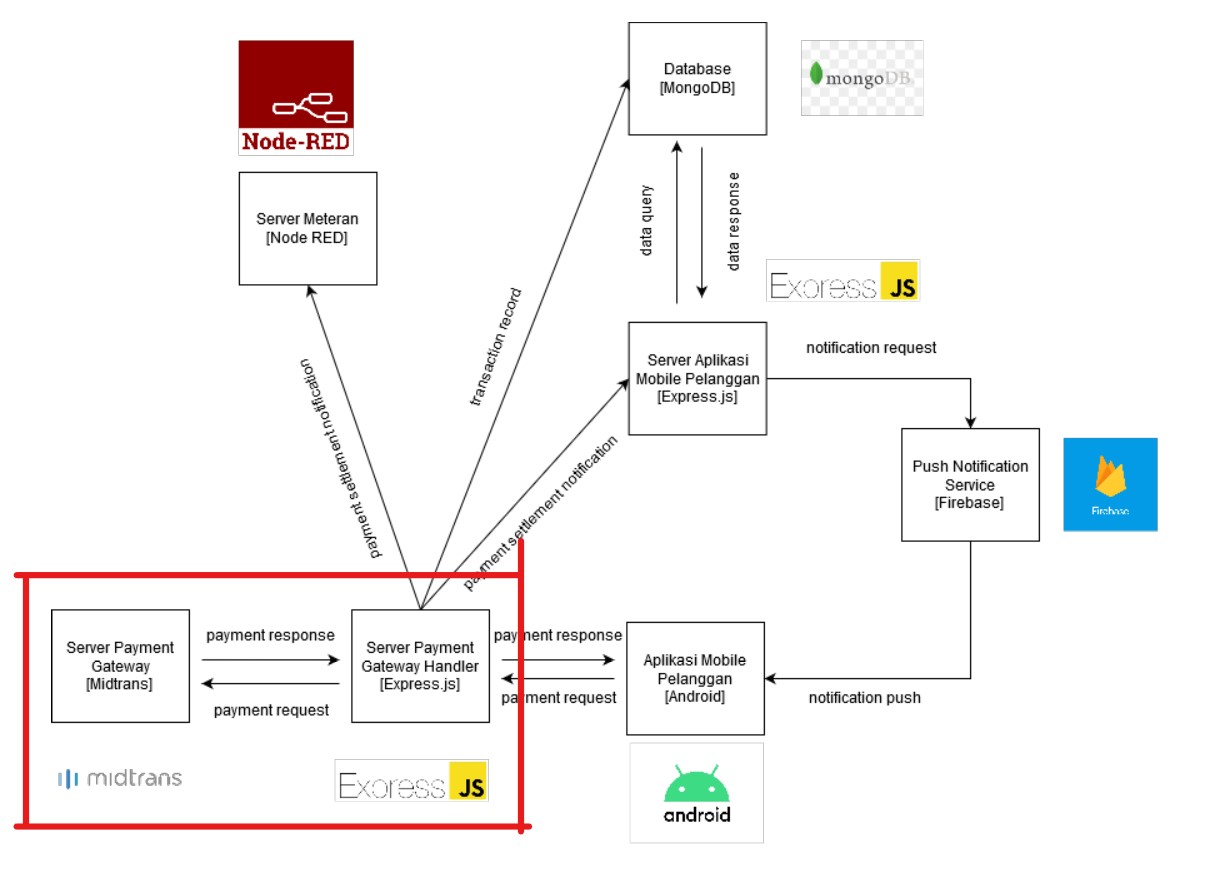 Node-RED
Server Meteran
[Node RED]
Database
[MongoDB]
mongoDB
data query
data response
Express
JS
transaction record
payment settlement notification
Server Aplikasi
Mobile Pelanggan
[Express.js]
notification request
payment settlement notification
Push Notification
Service
[Firebase]
Firebase
Server Payment
Gateway
[Midtrans]
payment response
payment request
Server Payment
Gateway Handler
[Express.js]
payment response
payment request
Aplikasi Mobile
Pelanggan
[Android]
notification push
midtrans
Express
JS
android